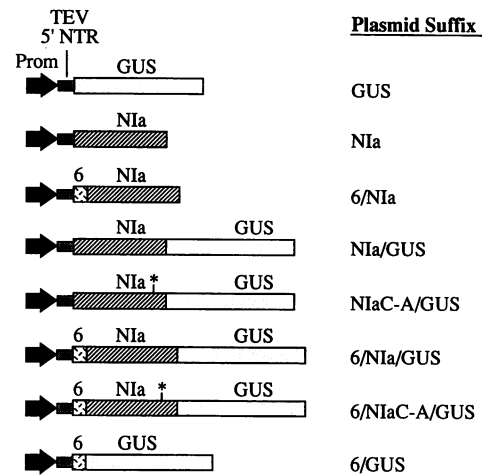 TEV
5' NTR
Plasmid Suffix
Prom
GUS
GUS
NIa
NIa
6 NIa
6/NIa
NIa GUS
NIa/GUS
NIa * GUS
NIaC-A/GUS
6 NIa GUS
6/NIa/GUS
6 NIa * GUS
6/NIaC-A/GUS
6 GUS
6/GUS